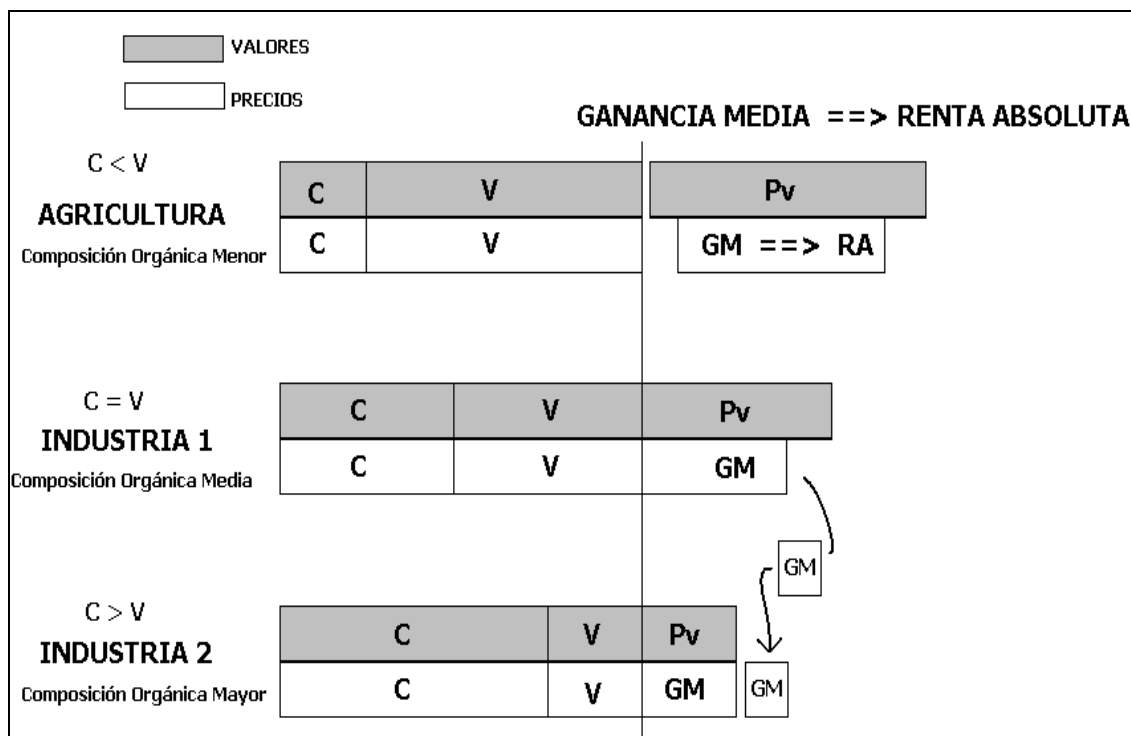 VALORES
PRECIOS
GANANCIA MEDIA ==> RENTA ABSOLUTA
C < V
AGRICULTURA
Composición Orgánica Menor
C V Pv
C V GM ==> RA
C = V
INDUSTRIA 1
Composición Orgánica Media
C V Pv
C V GM
GM
C > V
INDUSTRIA 2
Composición Orgánica Mayor
C V Pv
C V GM GM